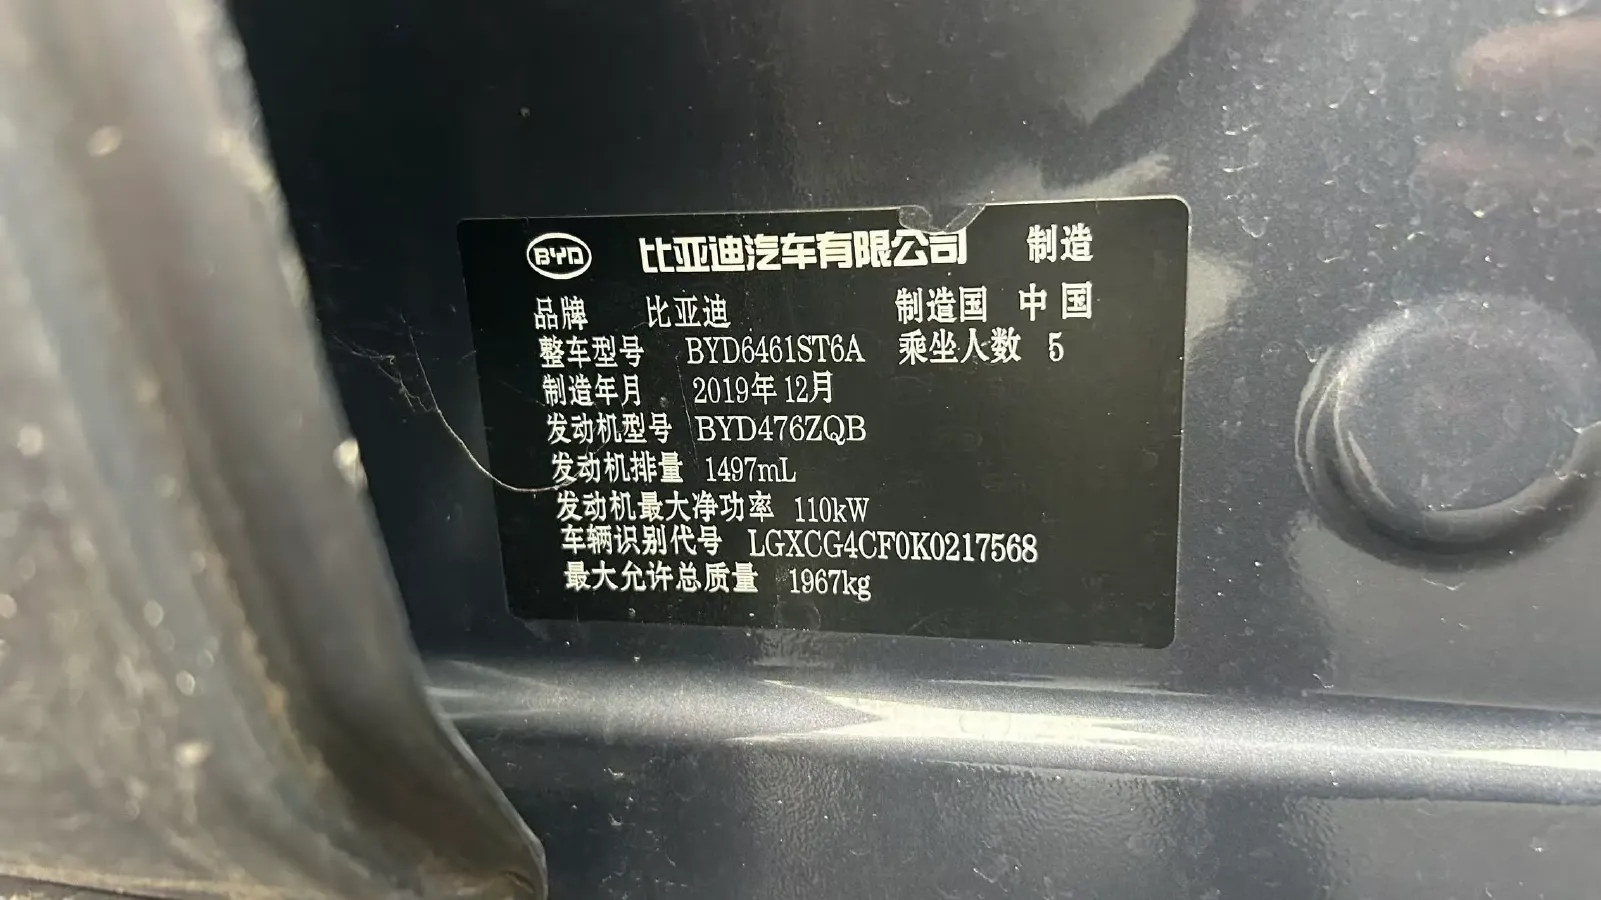 BYD 比亚迪汽车有限公司 制造
品牌 比亚迪 制造国 中国
整车型号 BYD6461ST6A 乘坐人数 5
制造年月 2019年12月
发动机型号 BYD476ZQB
发动机排量 1497mL
发动机最大净功率 110kW
车辆识别代号 LGXCG4CF0K0217568
最大允许总质量 1967kg